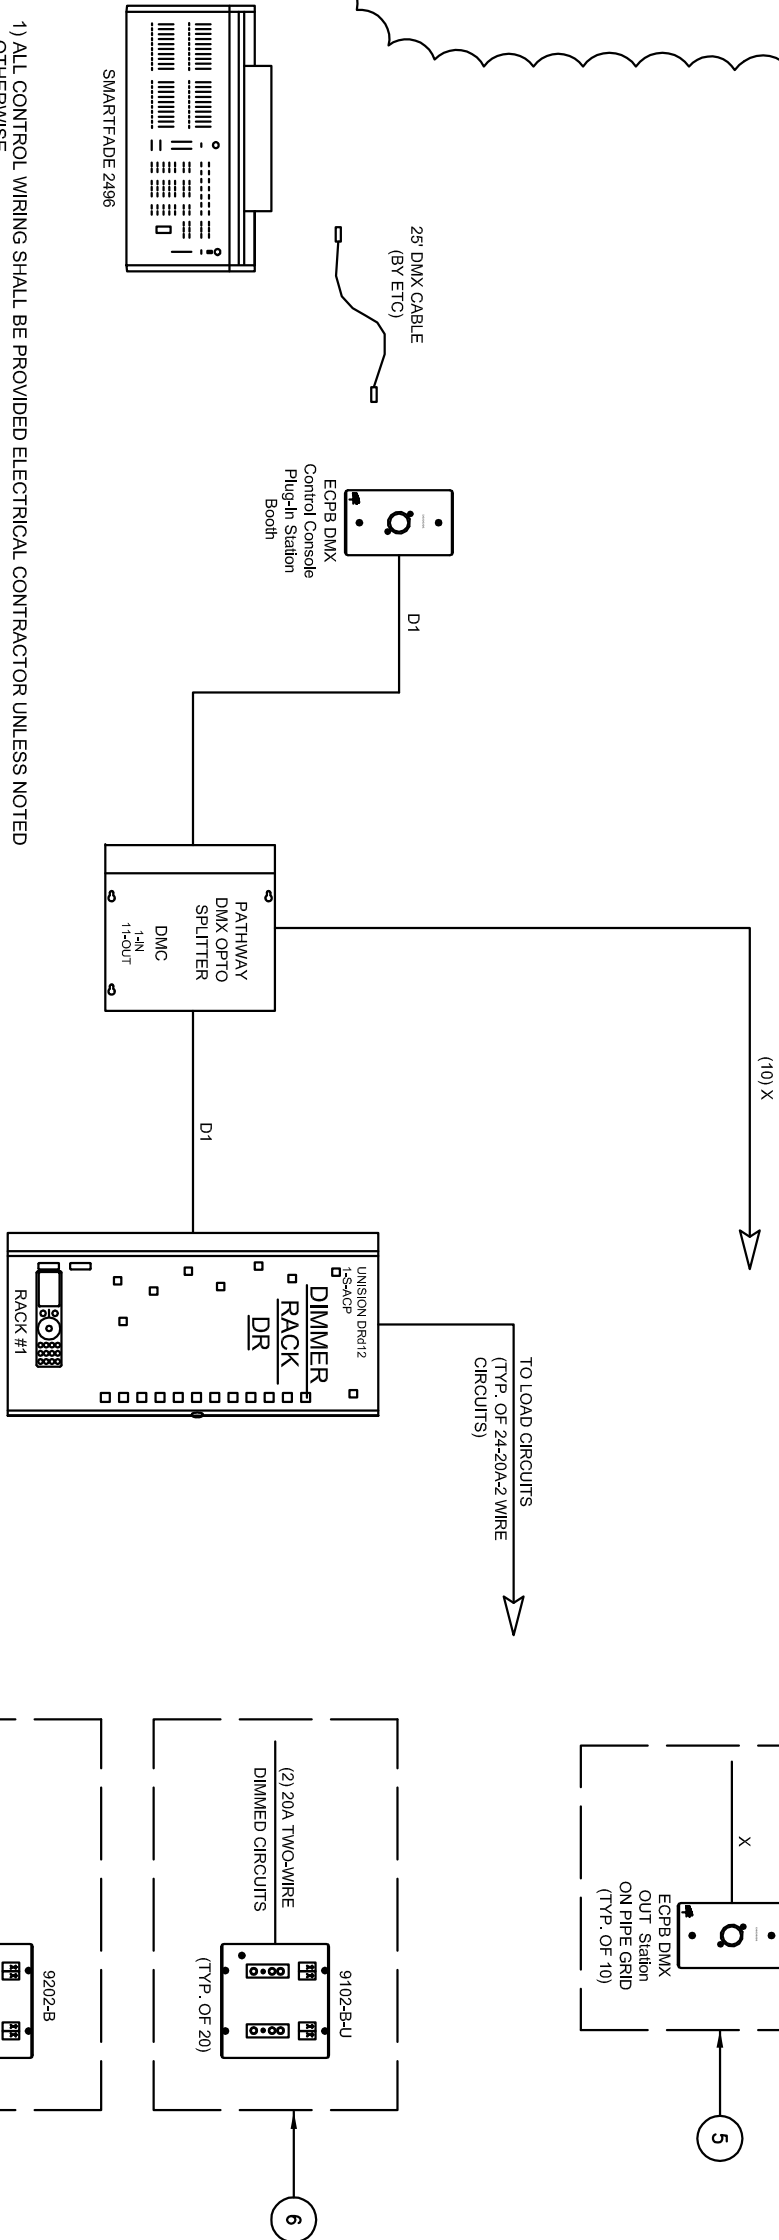 SMARTFADE 2496
25' DMX CABLE
(BY ETC)
ECPB DMX
Control Console
Plug-In Station
Booth
D1
PATHWAY
DMX OPTO
SPLITTER
DMC
1-IN
11-OUT
(10) X
D1
UNISION DRd12
1-S-ACP
DIMMER
RACK
DR
RACK #1
TO LOAD CIRCUITS
(TYP. OF 24-20A-2 WIRE
CIRCUITS)
X
ECPB DMX
OUT Station
ON PIPE GRID
(TYP. OF 10)
5
(2) 20A TWO-WIRE
DIMMED CIRCUITS
9102-B-U
(TYP. OF 20)
6
9202-B
1) ALL CONTROL WIRING SHALL BE PROVIDED ELECTRICAL CONTRACTOR UNLESS NOTED
OTHERWISE